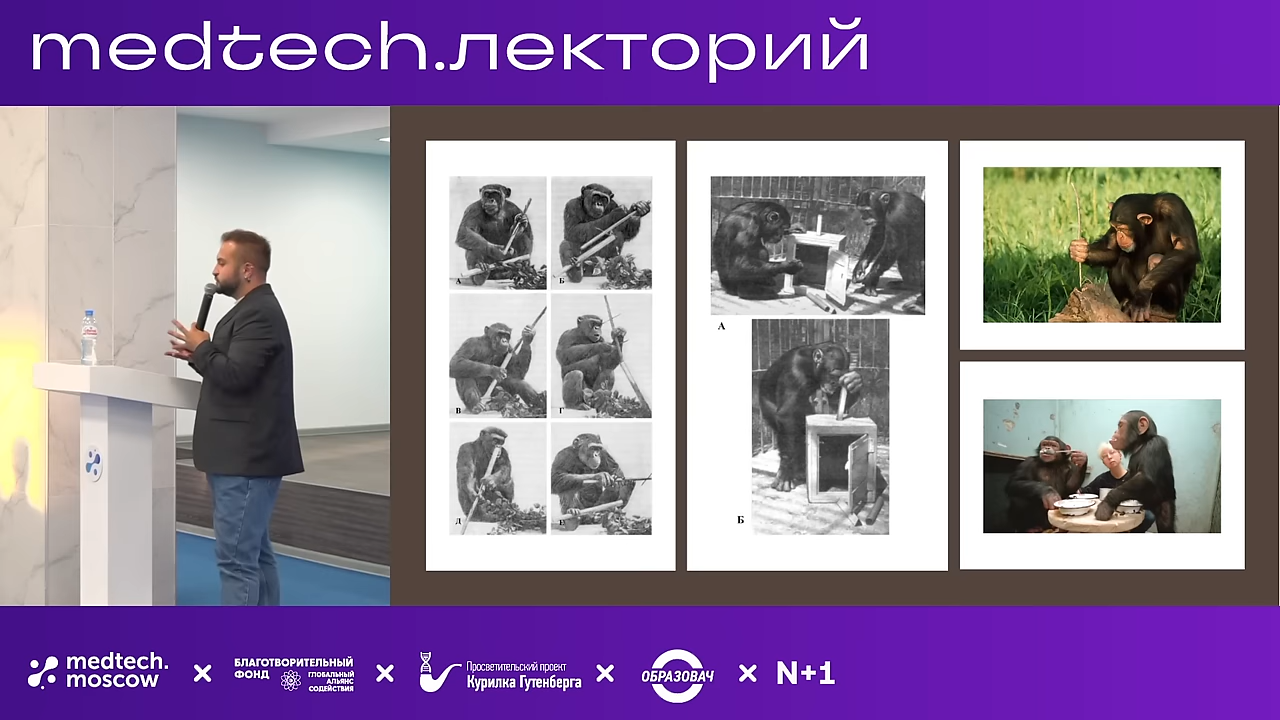 medtech.лекторий
А
Б
В
Г
Д
А
Б
medtech.
moscow
БЛАГОТВОРИТЕЛЬНЫЙ
ФОНД
ГЛОБАЛЬНЫЙ
АЛЬЯНС
СОДЕЙСТВИЯ
Просветительский проект
Курилка Гутенберга
ОБРАЗОВАЧ
N+1